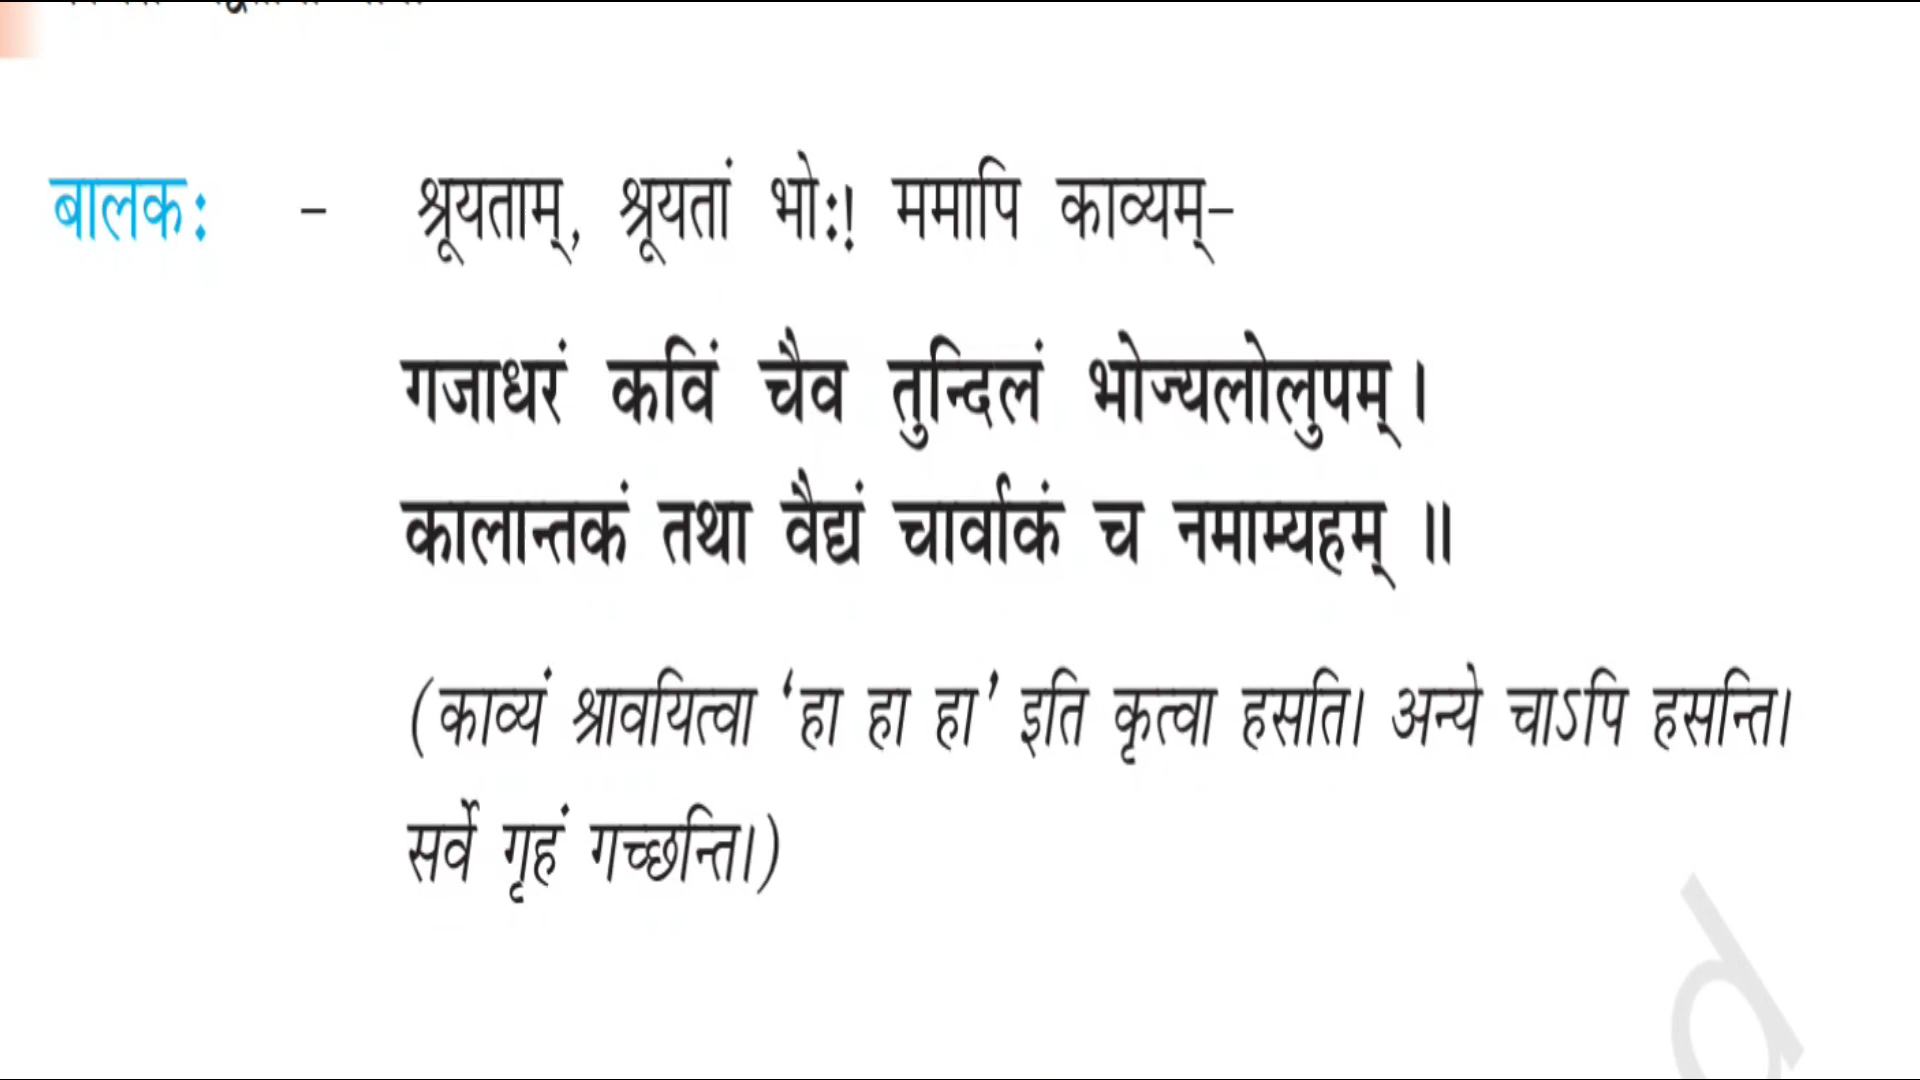 बालकः - श्रूयताम्, श्रूयतां भोः! ममापि काव्यम्-
गजाधरं कविं चैव तुन्दिलं भोज्यलोलुपम्।
कालान्तकं तथा वैद्यं चार्वाकं च नमाम्यहम् ॥
(काव्यं श्रावयित्वा ‘हा हा हा’ इति कृत्वा हसति। अन्ये चाऽपि हसन्ति।
सर्वे गृहं गच्छन्ति।)
d